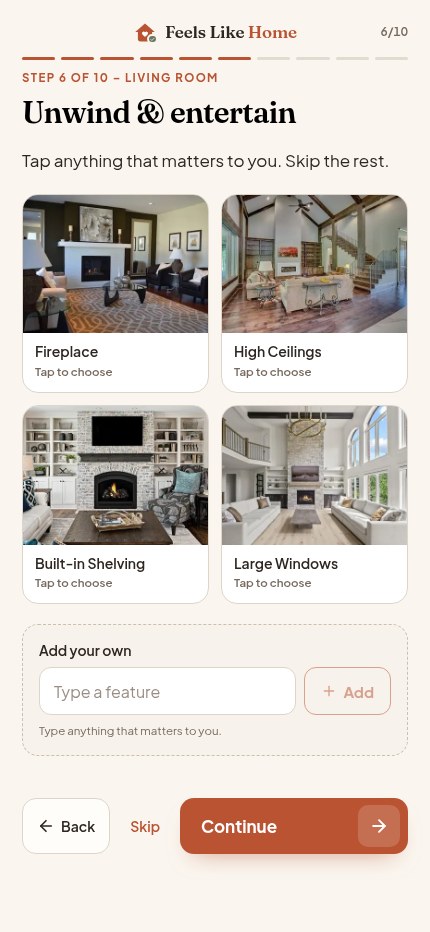 Feels Like Home
6/10
STEP 6 OF 10 – LIVING ROOM
Unwind & entertain
Tap anything that matters to you. Skip the rest.
Fireplace
Tap to choose
High Ceilings
Tap to choose
Built-in Shelving
Tap to choose
Large Windows
Tap to choose
Add your own
Type a feature
+ Add
Type anything that matters to you.
← Back
Skip
Continue →